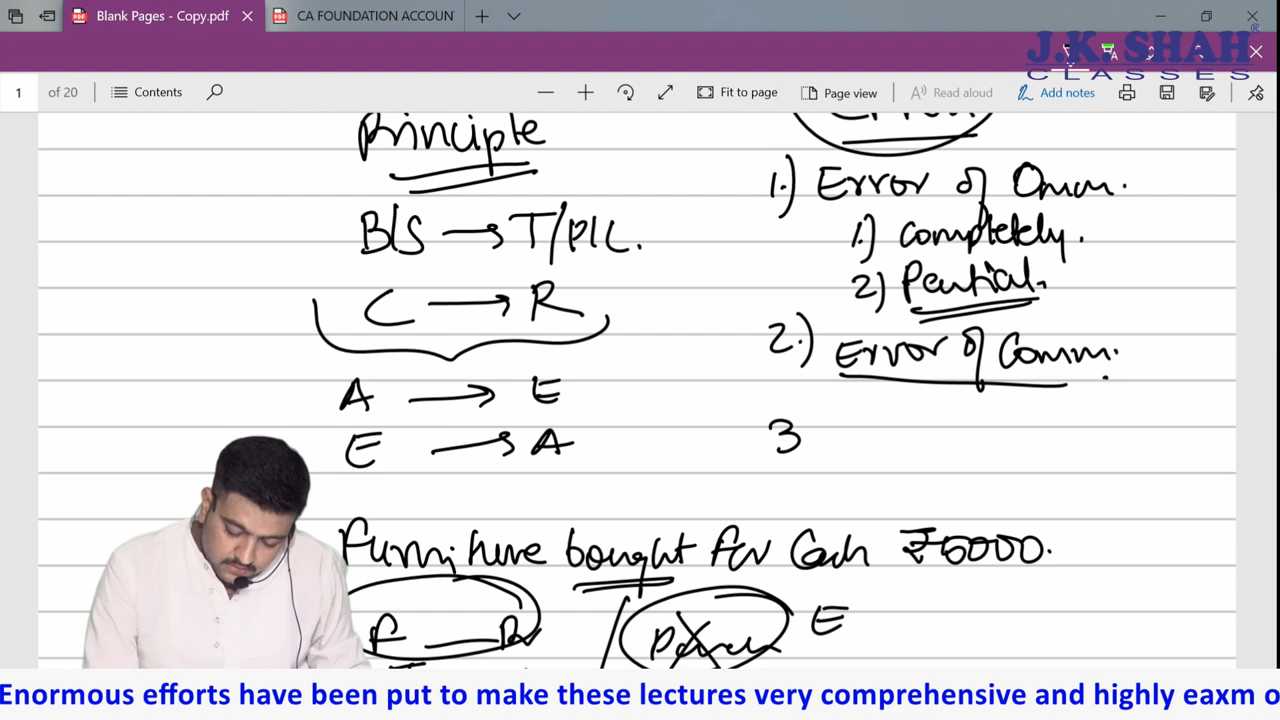 Blank Pages - Copy.pdf
CA FOUNDATION ACCOUN
J.K. SHAH®
CLASSES
1 of 20
Contents
Fit to page
Page view
Read aloud
Add notes
Principle
B/S → T/P/L.
C → R
A → E
E → A
Error
1.) Error of Omm.
1.) Completely.
2) Partial.
2.) Error of Comm.
3
Furniture bought for Cash ₹5000.
E
Enormous efforts have been put to make these lectures very comprehensive and highly eaxm o